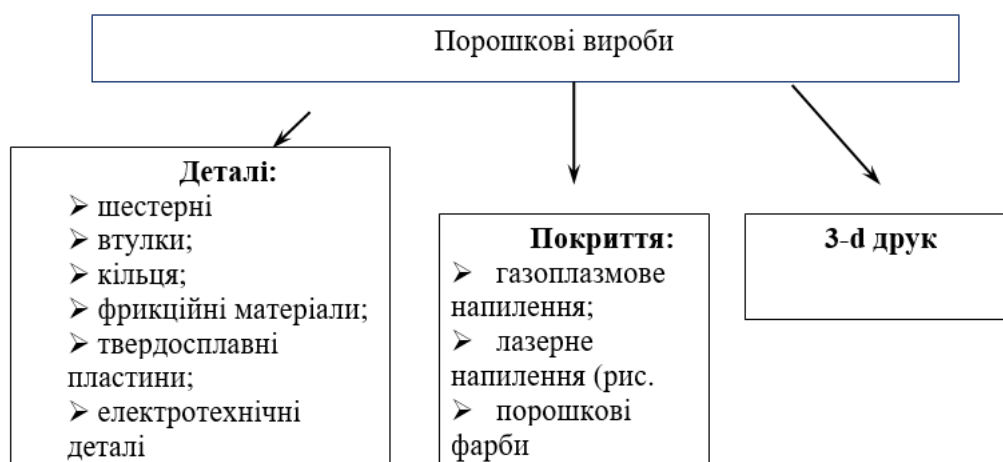 Порошкові вироби
Деталі:
➢ шестерні
➢ втулки;
➢ кільця;
➢ фрикційні матеріали;
➢ твердосплавні
пластини;
➢ електротехнічні
деталі
Покриття:
➢ газоплазмове
напилення;
➢ лазерне
напилення (рис.
➢ порошкові
фарби
3-d друк